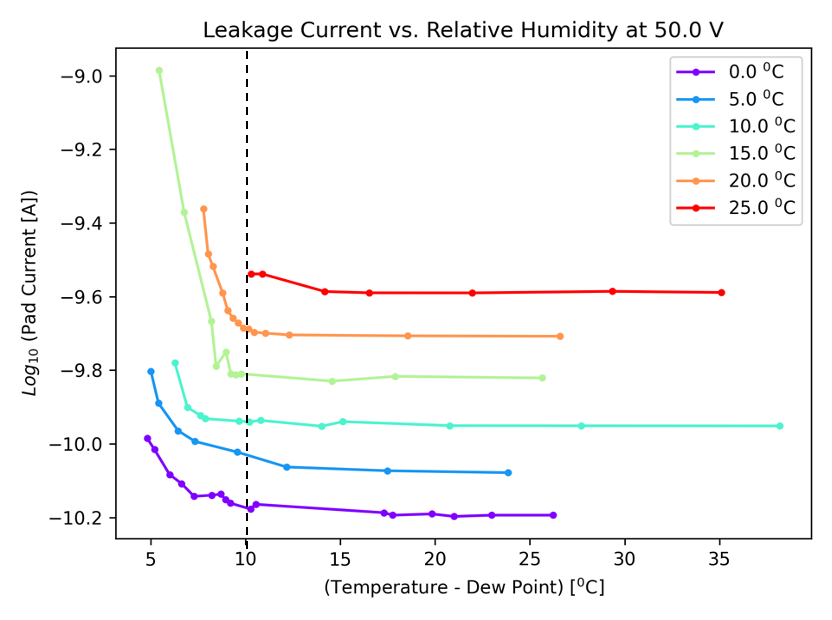 Leakage Current vs. Relative Humidity at 50.0 V
Log₁₀ (Pad Current [A])
−9.0
−9.2
−9.4
−9.6
−9.8
−10.0
−10.2
0.0 ⁰C
5.0 ⁰C
10.0 ⁰C
15.0 ⁰C
20.0 ⁰C
25.0 ⁰C
5 10 15 20 25 30 35
(Temperature - Dew Point) [⁰C]